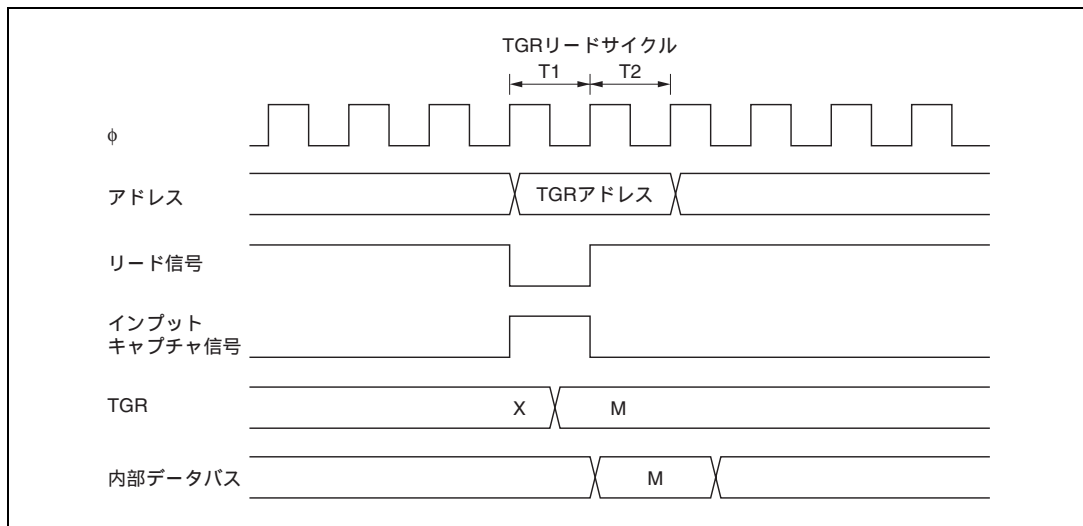 TGRリードサイクル
T1 T2
φ
アドレス TGRアドレス
リード信号
インプット
キャプチャ信号
TGR X M
内部データバス M